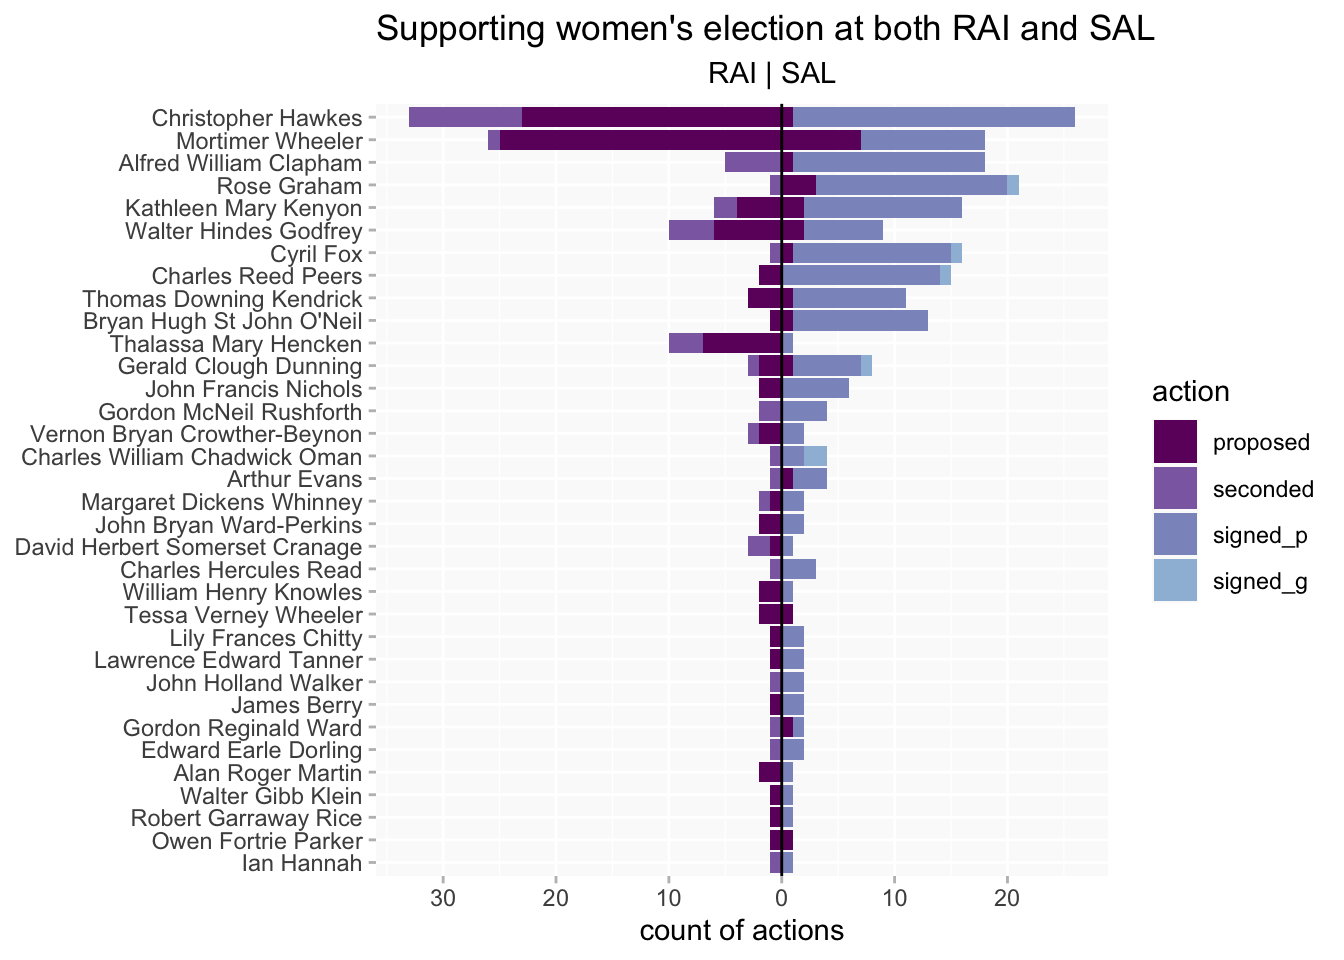 Supporting women's election at both RAI and SAL
RAI | SAL
Christopher Hawkes
Mortimer Wheeler
Alfred William Clapham
Rose Graham
Kathleen Mary Kenyon
Walter Hindes Godfrey
Cyril Fox
Charles Reed Peers
Thomas Downing Kendrick
Bryan Hugh St John O'Neil
Thalassa Mary Hencken
Gerald Clough Dunning
John Francis Nichols
Gordon McNeil Rushforth
Vernon Bryan Crowther-Beynon
Charles William Chadwick Oman
Arthur Evans
Margaret Dickens Whinney
John Bryan Ward-Perkins
David Herbert Somerset Cranage
Charles Hercules Read
William Henry Knowles
Tessa Verney Wheeler
Lily Frances Chitty
Lawrence Edward Tanner
John Holland Walker
James Berry
Gordon Reginald Ward
Edward Earle Dorling
Alan Roger Martin
Walter Gibb Klein
Robert Garraway Rice
Owen Fortrie Parker
Ian Hannah
30 20 10 0 10 20
count of actions
action
proposed
seconded
signed_p
signed_g